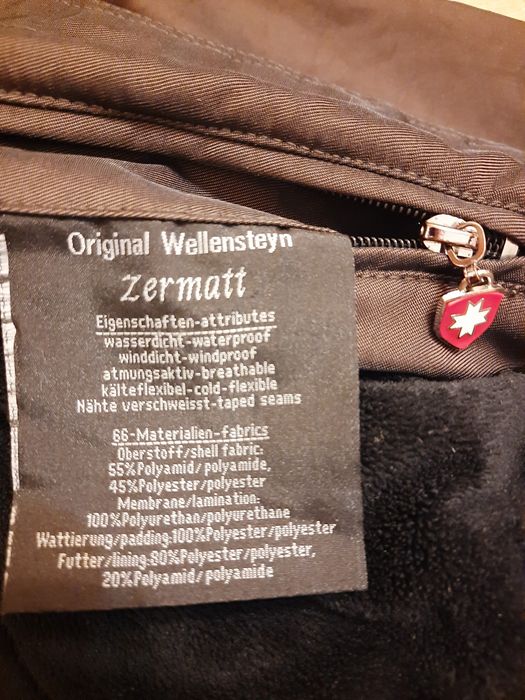 Original Wellensteyn
Zermatt
Eigenschaften-attributes
wasserdicht-waterproof
winddicht-windproof
atmungsaktiv-breathable
kälteflexibel-cold-flexible
Nähte verschweisst-taped seams
66-Materialien-fabrics
Oberstoff/shell fabric:
55%Polyamid/polyamide,
45%Polyester/polyester
Membrane/lamination:
100%Polyurethan/polyurethane
Wattierung/padding:100%Polyester/polyester
Futter/lining:80%Polyester/polyester,
20%Polyamid/polyamide